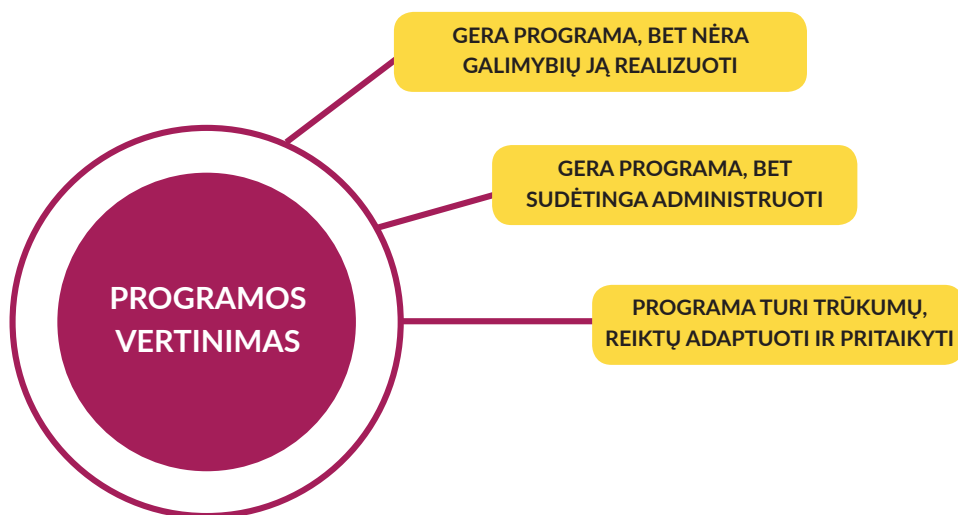 GERA PROGRAMA, BET NĖRA
GALIMYBIŲ JĄ REALIZUOTI
GERA PROGRAMA, BET
SUDĖTINGA ADMINISTRUOTI
PROGRAMOS
VERTINIMAS
PROGRAMA TURI TRŪKUMŲ,
REIKTŲ ADAPTUOTI IR PRITAIKYTI